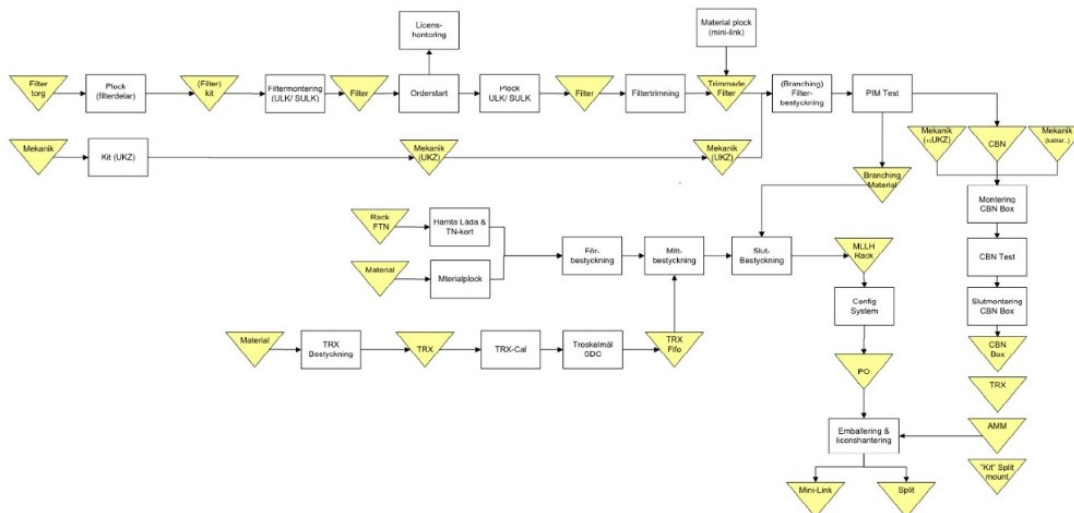 Licens-
hontering
Material plock
(mini-link)
Filter
torg
Plock
(filterdelar)
(Filter)
kit
Filtermontering
(ULK/ SULK)
Filter
Orderstart
Plock
ULK/ SULK
Filter
Filtertrimning
Trimmade
Filter
(Branching)
Filter-
bestyckning
PIM Test
Mekanik
Kit (UKZ)
Mekanik
(UKZ)
Mekanik
(UKZ)
Mekanik
CBN
Mekanik
Branching
Material
Montering
CBN Box
Rack
FTN
Hämta Låda &
TN-kort
För-
bestyckning
Mitt-
bestyckning
Slut-
Bestyckning
MLLH
Rack
CBN Test
Material
Mterialplock
Config
System
Slutmontering
CBN Box
Material
TRX
Bestyckning
TRX
TRX-Cal
Troskelmål
TRX
Fifo
CBN
Box
PO
TRX
Emballering &
licenshantering
AMM
"Kit" Split
mount
Mini-Link
Split